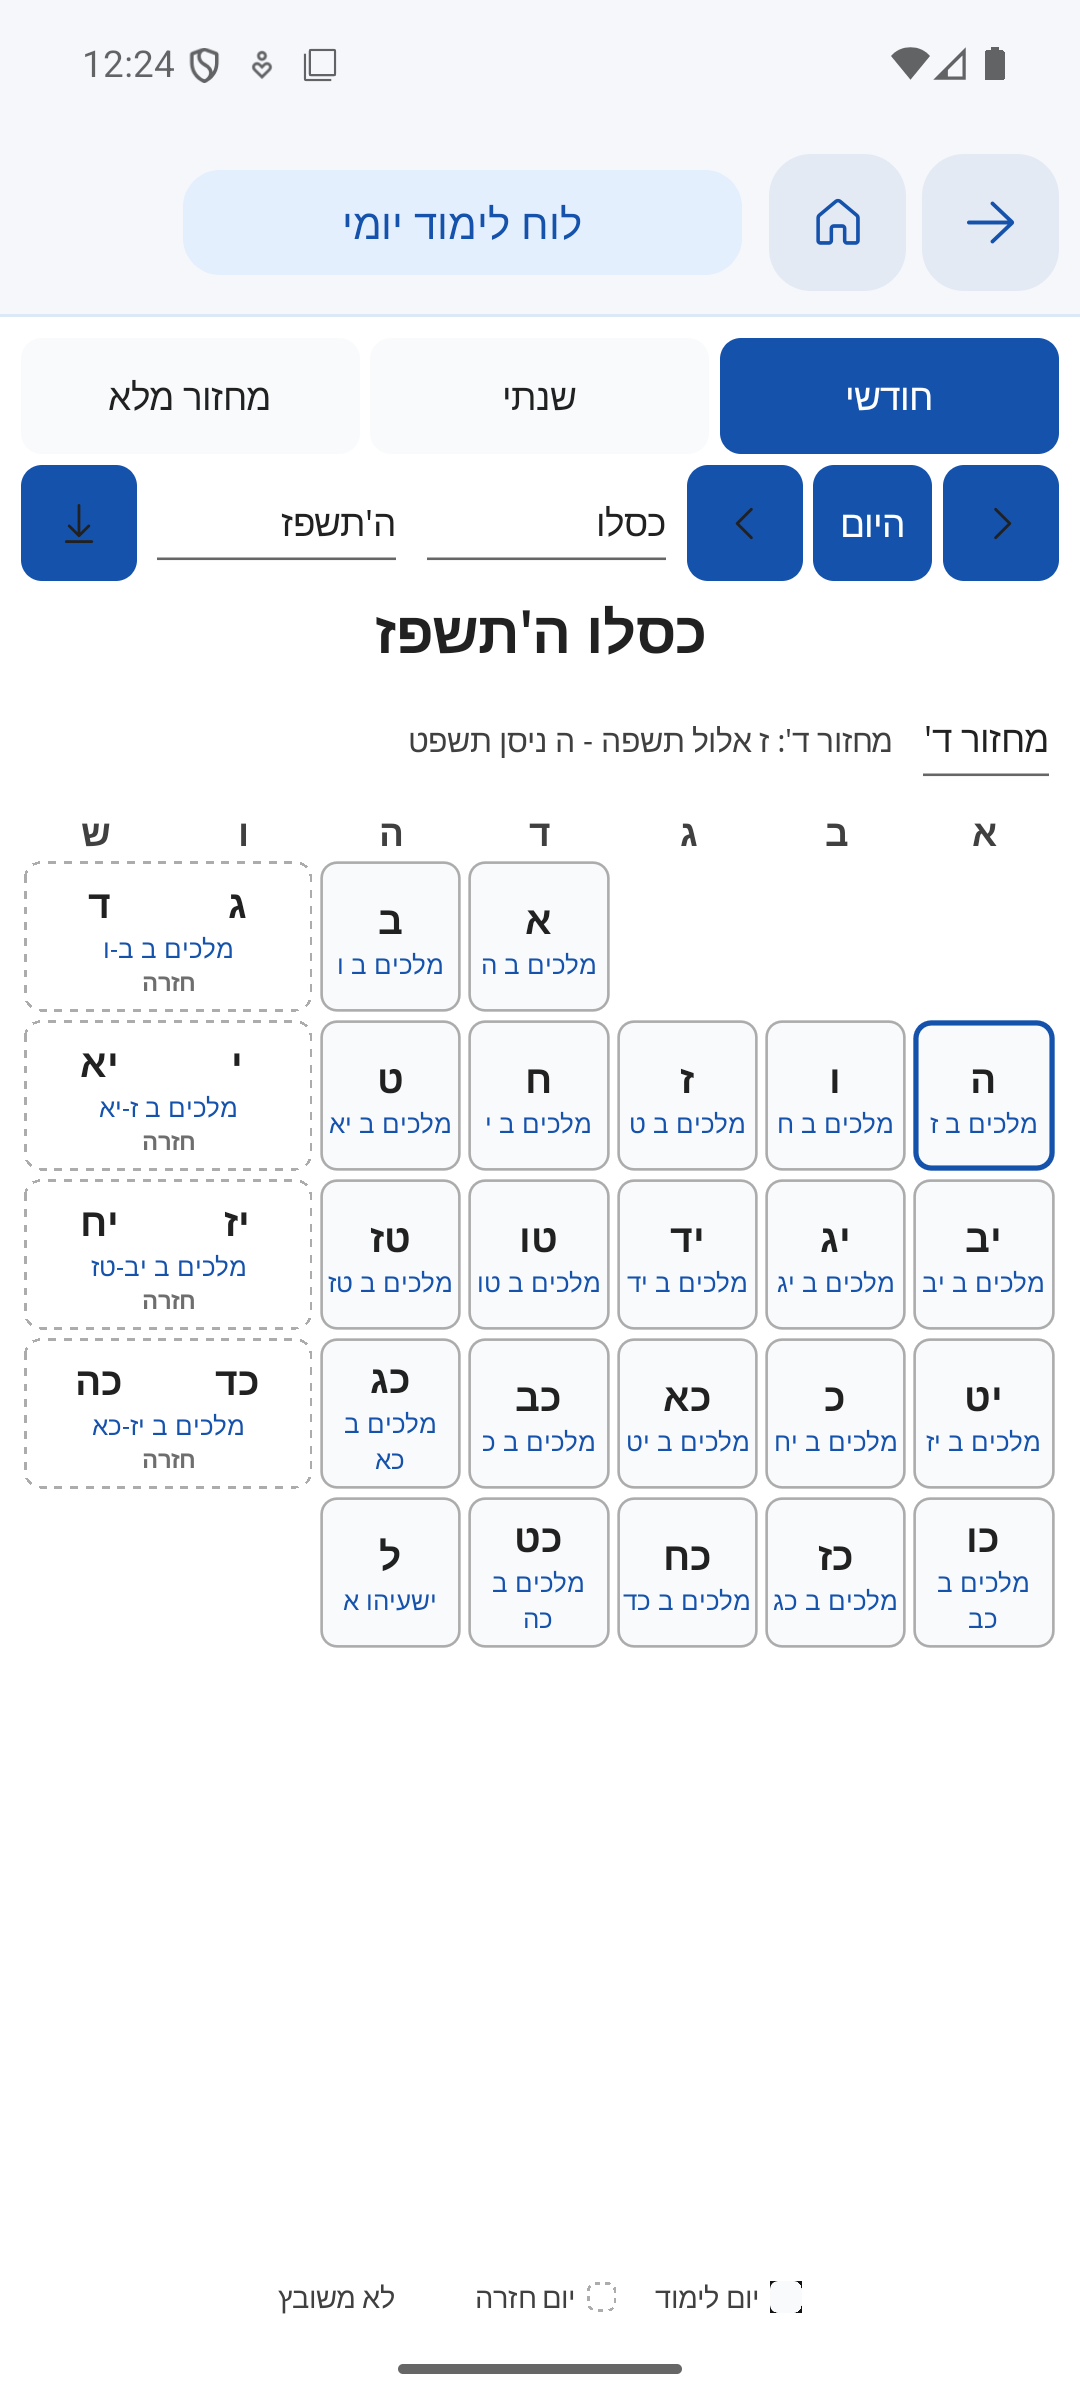 12:24
לוח לימוד יומי
חודשי שנתי מחזור מלא
היום כסלו ה'תשפז
כסלו ה'תשפז
מחזור ד' מחזור ד': ז אלול תשפה - ה ניסן תשפט
א ב ג ד ה ו ש
א
מלכים ב ה
ב
מלכים ב ו
ג ד
מלכים ב ב-ו
חזרה
ה
מלכים ב ז
ו
מלכים ב ח
ז
מלכים ב ט
ח
מלכים ב י
ט
מלכים ב יא
י יא
מלכים ב ז-יא
חזרה
יב
מלכים ב יב
יג
מלכים ב יג
יד
מלכים ב יד
טו
מלכים ב טו
טז
מלכים ב טז
יז יח
מלכים ב יב-טז
חזרה
יט
מלכים ב יז
כ
מלכים ב יח
כא
מלכים ב יט
כב
מלכים ב כ
כג
מלכים ב
כא
כד כה
מלכים ב יז-כא
חזרה
כו
מלכים ב
כב
כז
מלכים ב כג
כח
מלכים ב כד
כט
מלכים ב
כה
ל
ישעיהו א
יום לימוד יום חזרה לא משובץ